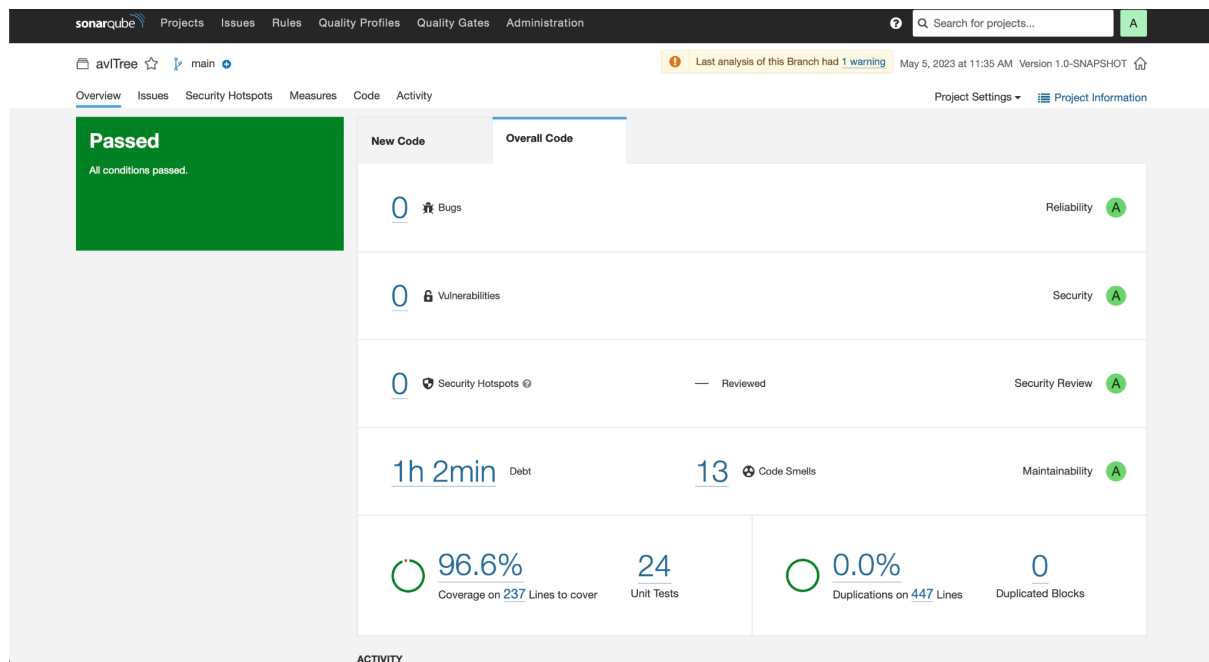 sonarqube Projects Issues Rules Quality Profiles Quality Gates Administration Search for projects... A
avlTree main Last analysis of this Branch had 1 warning May 5, 2023 at 11:35 AM Version 1.0-SNAPSHOT
Overview Issues Security Hotspots Measures Code Activity Project Settings Project Information
Passed
All conditions passed.
New Code Overall Code
0 Bugs Reliability A
0 Vulnerabilities Security A
0 Security Hotspots — Reviewed Security Review A
1h 2min Debt 13 Code Smells Maintainability A
96.6% 24 0.0% 0
Coverage on 237 Lines to cover Unit Tests Duplications on 447 Lines Duplicated Blocks
ACTIVITY